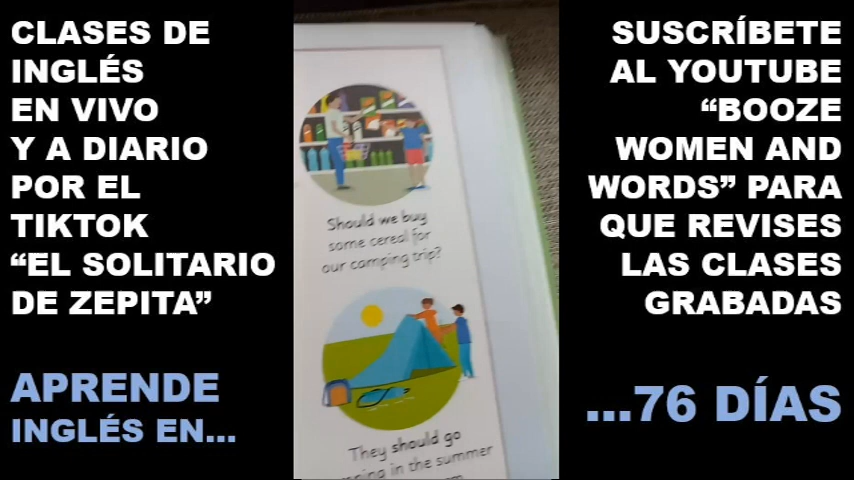 CLASES DE
INGLÉS
EN VIVO
Y A DIARIO
POR EL
TIKTOK
“EL SOLITARIO
DE ZEPITA”
APRENDE
INGLÉS EN...
Should we buy
some cereal for
our camping trip?
They should go
in the summer
SUSCRÍBETE
AL YOUTUBE
“BOOZE
WOMEN AND
WORDS” PARA
QUE REVISES
LAS CLASES
GRABADAS
...76 DÍAS